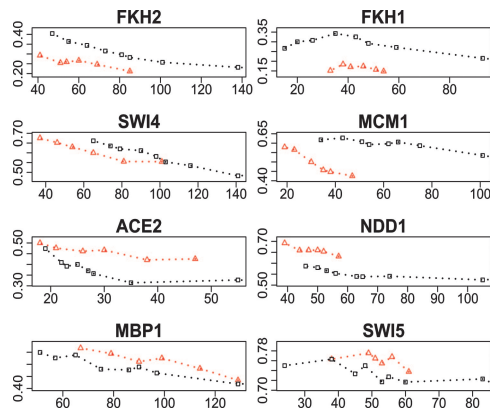 FKH2 FKH1
0.40 0.20 0.35 0.15
40 60 80 100 120 140 20 40 60 80
SWI4 MCM1
0.70 0.50 0.65 0.40
40 60 80 100 120 140 20 40 60 80 100
ACE2 NDD1
0.50 0.30 0.70 0.50
20 30 40 50 40 50 60 70 80 90 100
MBP1 SWI5
0.40 0.78 0.70
60 80 100 120 30 40 50 60 70 80